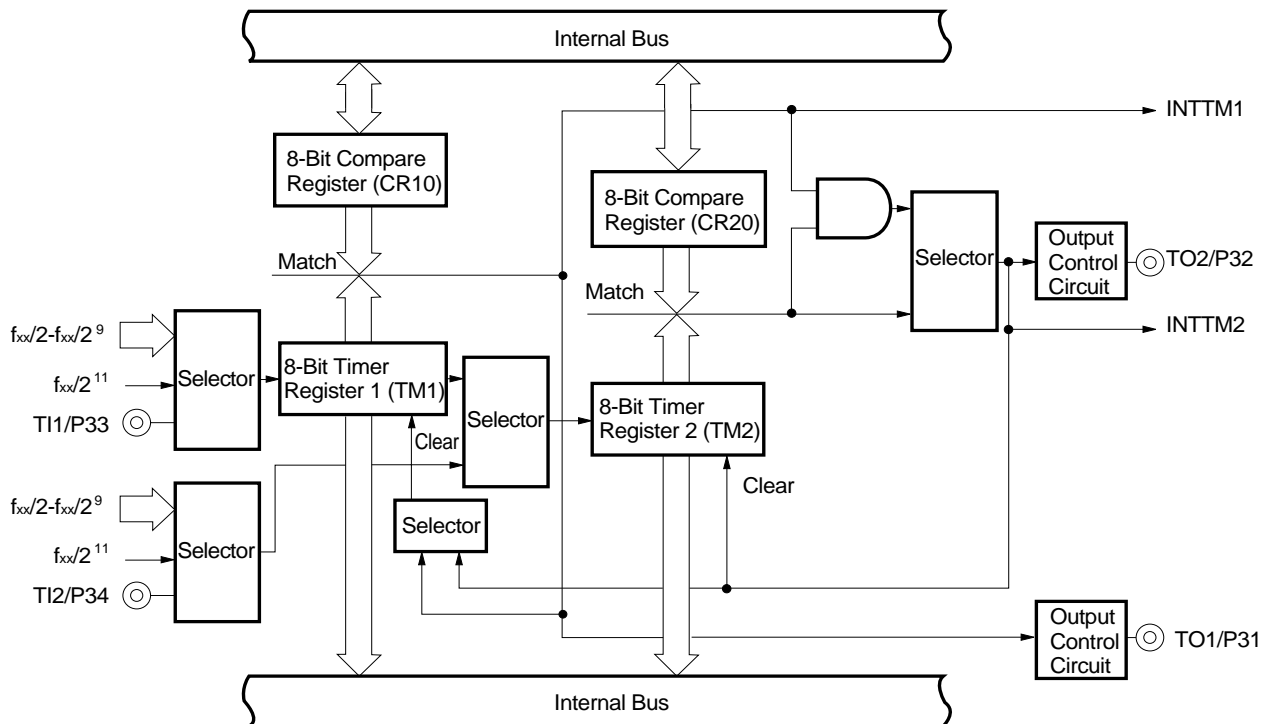 Internal Bus
INTTM1
8-Bit Compare
Register (CR10)
8-Bit Compare
Register (CR20)
Match
Selector
Output
Control
Circuit
TO2/P32
Match
INTTM2
fxx/2-fxx/2⁹
fxx/2¹¹
TI1/P33
Selector
8-Bit Timer
Register 1 (TM1)
Clear
Selector
8-Bit Timer
Register 2 (TM2)
Clear
fxx/2-fxx/2⁹
fxx/2¹¹
TI2/P34
Selector
Selector
Output
Control
Circuit
TO1/P31
Internal Bus